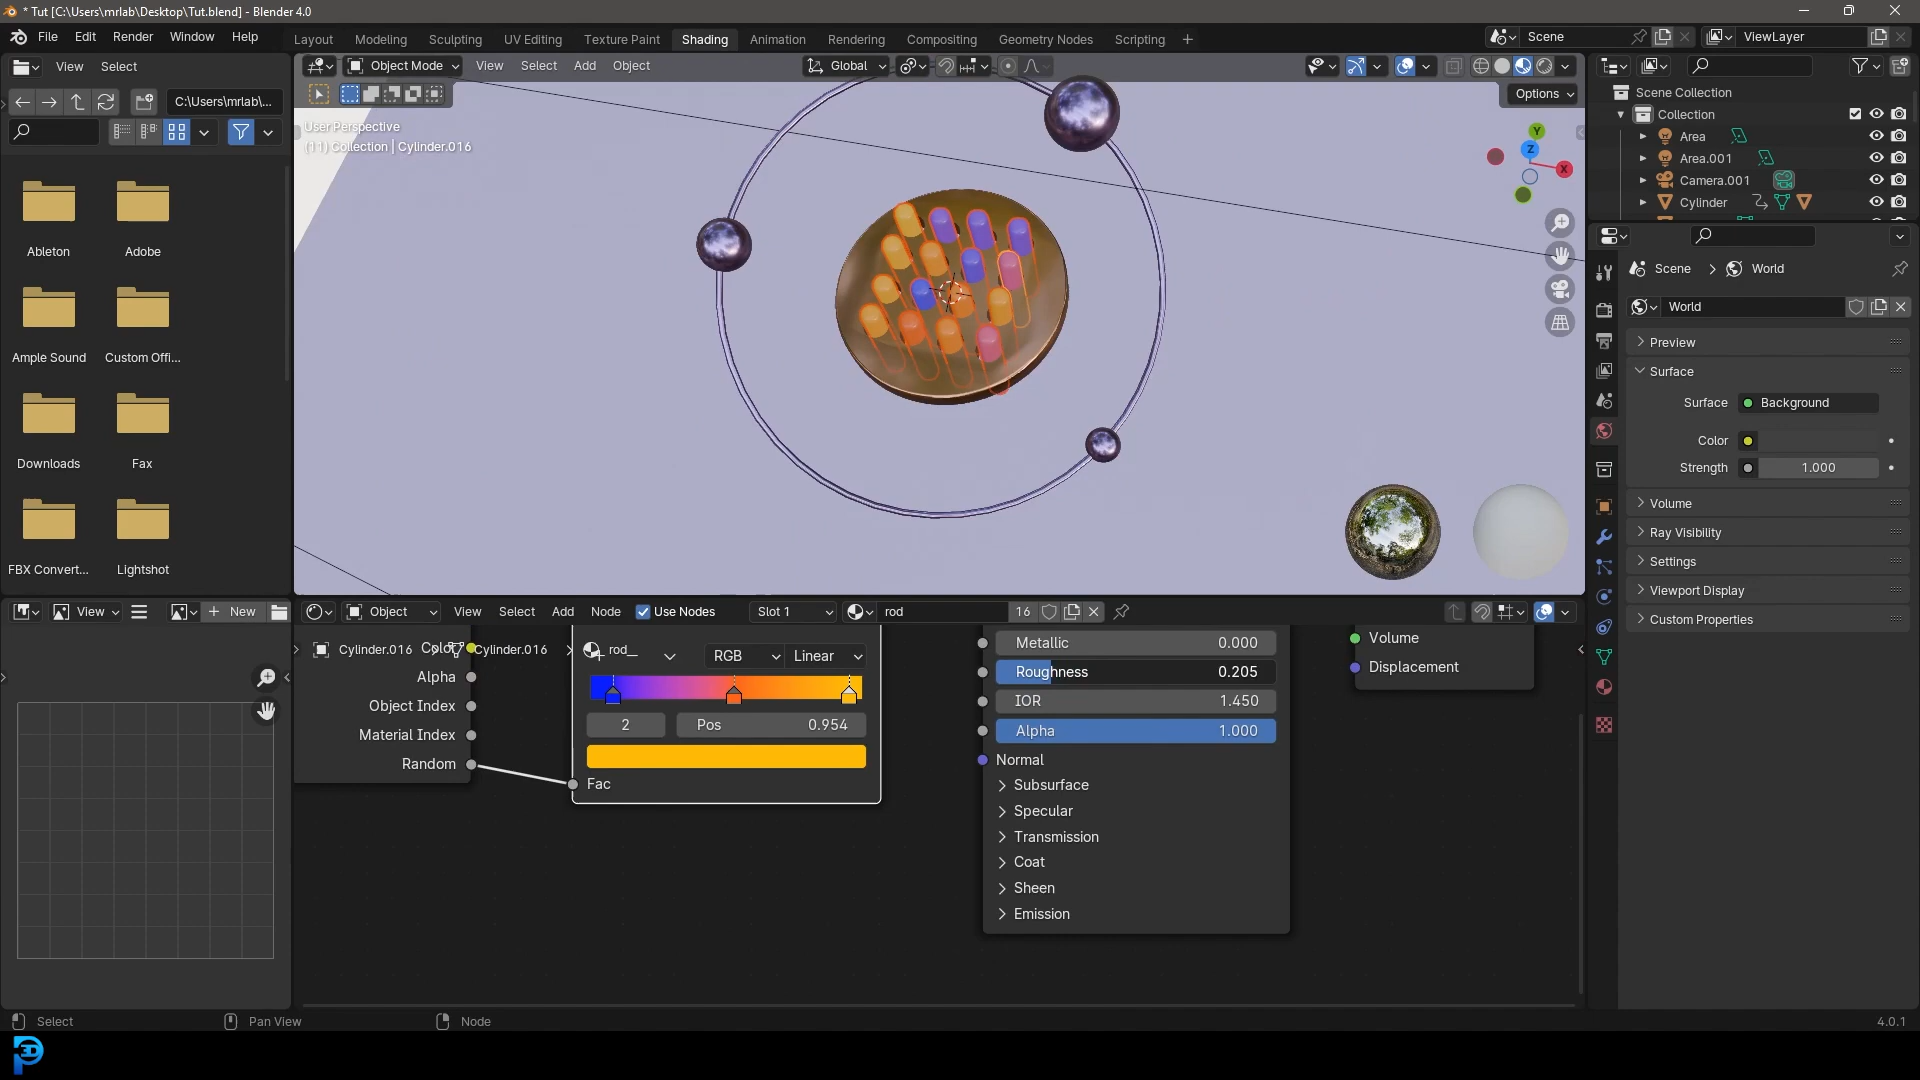 * Tut [C:\Users\mrlab\Desktop\Tut.blend] - Blender 4.0
File Edit Render Window Help
Layout Modeling Sculpting UV Editing Texture Paint Shading Animation Rendering Compositing Geometry Nodes Scripting +
Scene
ViewLayer
View Select
C:\Users\mrlab\...
Ableton
Adobe
Ample Sound
Custom Offi...
Downloads
Fax
FBX Convert...
Lightshot
Object Mode View Select Add Object
Global
Options
User Perspective
(11) Collection | Cylinder.016
Y
Z
X
Scene Collection
Collection
Area
Area.001
Camera.001
Cylinder
Scene > World
World
Preview
Surface
Surface Background
Color
Strength 1.000
Volume
Ray Visibility
Settings
Viewport Display
Custom Properties
View
+ New
Object View Select Add Node Use Nodes Slot 1 rod 16
Cylinder.016 Cylinder.016 rod
Color
Alpha
Object Index
Material Index
Random
RGB Linear
2 Pos 0.954
Fac
Metallic 0.000
Roughness 0.205
IOR 1.450
Alpha 1.000
Normal
Subsurface
Specular
Transmission
Coat
Sheen
Emission
Volume
Displacement
Select Pan View Node 4.0.1